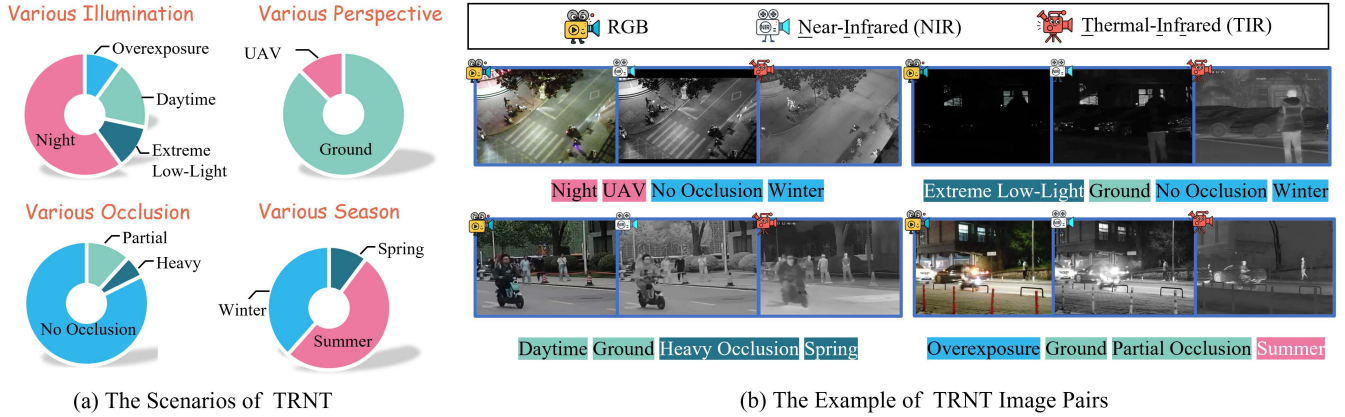 Various Illumination
Overexposure
Daytime
Night
Extreme
Low-Light
Various Perspective
UAV
Ground
Various Occlusion
Partial
Heavy
No Occlusion
Various Season
Spring
Winter
Summer
(a) The Scenarios of TRNT
RGB
NIR
Near-Infrared (NIR)
Thermal-Infrared (TIR)
Night UAV No Occlusion Winter
Extreme Low-Light Ground No Occlusion Winter
Daytime Ground Heavy Occlusion Spring
Overexposure Ground Partial Occlusion Summer
(b) The Example of TRNT Image Pairs